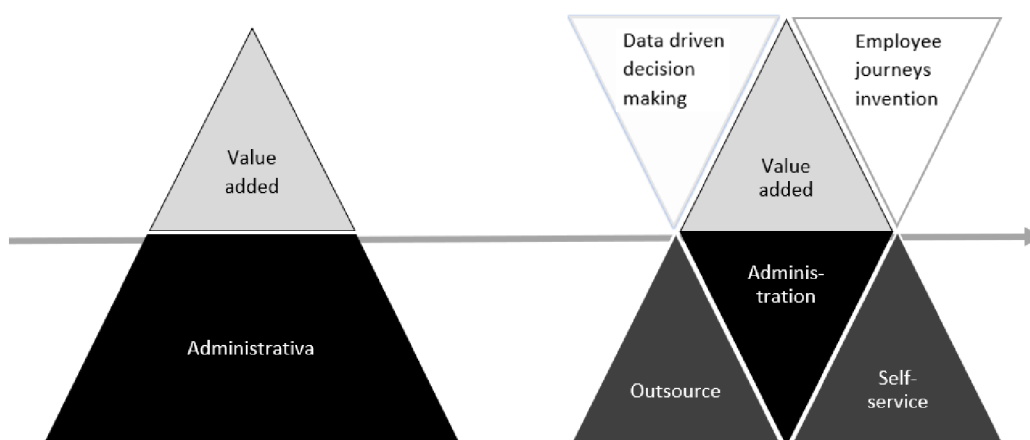 Value
added
Administrativa
Data driven
decision
making
Value
added
Employee
journeys
invention
Adminis-
tration
Outsource
Self-
service